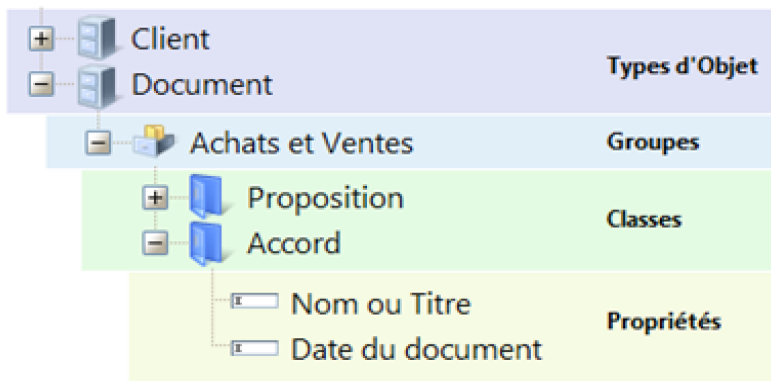 Client
Document
Types d'Objet
Achats et Ventes
Groupes
Proposition
Accord
Classes
Nom ou Titre
Date du document
Propriétés